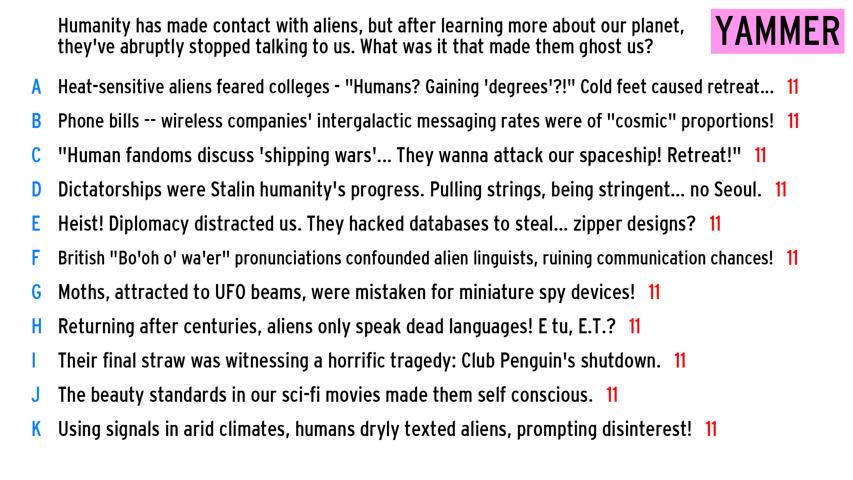 Humanity has made contact with aliens, but after learning more about our planet,
they've abruptly stopped talking to us. What was it that made them ghost us?
YAMMER
A Heat-sensitive aliens feared colleges - "Humans? Gaining 'degrees'?!" Cold feet caused retreat... 11
B Phone bills -- wireless companies' intergalactic messaging rates were of "cosmic" proportions! 11
C "Human fandoms discuss 'shipping wars'... They wanna attack our spaceship! Retreat!" 11
D Dictatorships were Stalin humanity's progress. Pulling strings, being stringent... no Seoul. 11
E Heist! Diplomacy distracted us. They hacked databases to steal... zipper designs? 11
F British "Bo'oh o' wa'er" pronunciations confounded alien linguists, ruining communication chances! 11
G Moths, attracted to UFO beams, were mistaken for miniature spy devices! 11
H Returning after centuries, aliens only speak dead languages! E tu, E.T.? 11
I Their final straw was witnessing a horrific tragedy: Club Penguin's shutdown. 11
J The beauty standards in our sci-fi movies made them self conscious. 11
K Using signals in arid climates, humans dryly texted aliens, prompting disinterest! 11